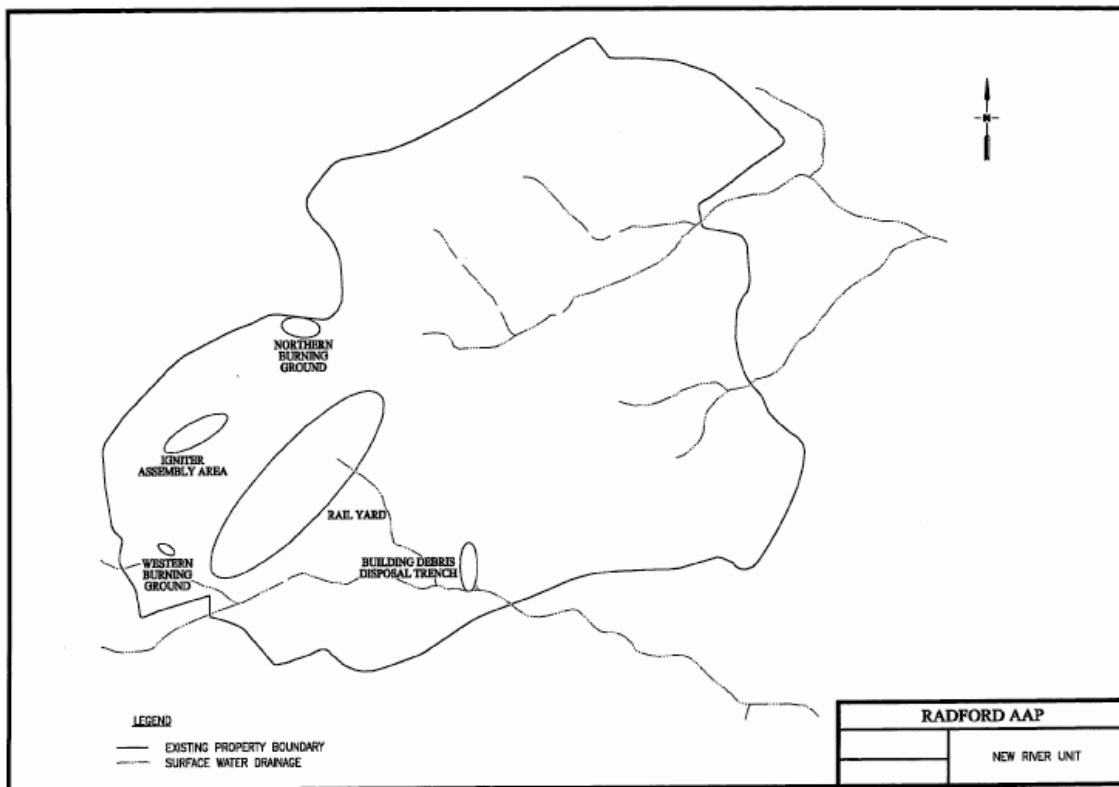 N
NORTHERN
BURNING
GROUND
IGNITER
ASSEMBLY AREA
RAIL YARD
WESTERN
BURNING
GROUND
BUILDING DEBRIS
DISPOSAL TRENCH
LEGEND
EXISTING PROPERTY BOUNDARY
SURFACE WATER DRAINAGE
RADFORD AAP
NEW RIVER UNIT